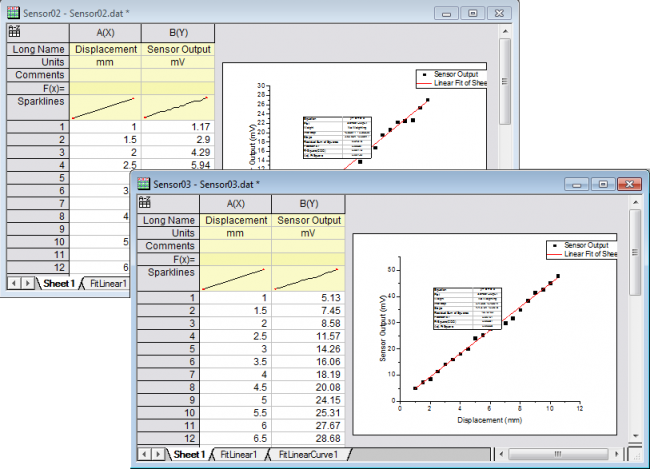 Sensor02 - Sensor02.dat *
A(X) B(Y)
Long Name Displacement Sensor Output
Units mm mV
Comments
F(x)=
Sparklines
1 1 1.17
2 1.5 2.9
3 2 4.29
4 2.5 5.94
5
6 3
7
8 4
9
10 5
11
12 6
Sheet1 FitLinear1
Sensor Output
Linear Fit of Shee
30
28
26
24
22
20
18
16
14
Output (mV)
Sensor03 - Sensor03.dat *
A(X) B(Y)
Long Name Displacement Sensor Output
Units mm mV
Comments
F(x)=
Sparklines
1 1 5.13
2 1.5 7.45
3 2 8.58
4 2.5 11.57
5 3 14.26
6 3.5 16.06
7 4 18.19
8 4.5 20.08
9 5 24.15
10 5.5 25.31
11 6 27.67
12 6.5 28.68
Sheet1 FitLinear1 FitLinearCurve1
Sensor Output
Linear Fit of Shee
50
40
30
20
10
0
Sensor Output (mV)
0 2 4 6 8 10 12
Displacement (mm)